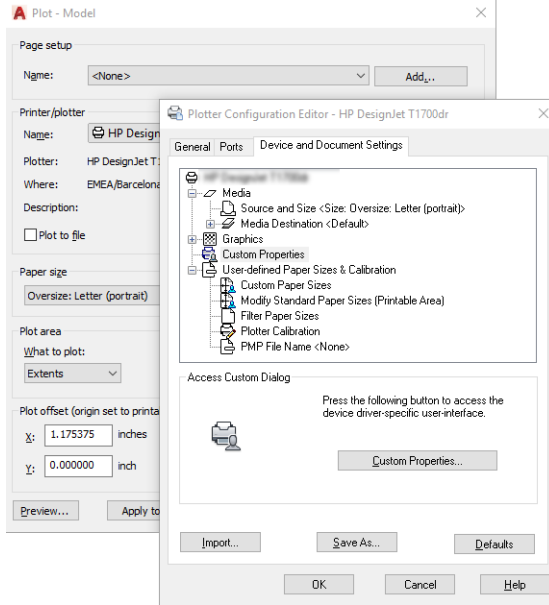 A Plot - Model
Page setup
Name:
<None>
Add...
Printer/plotter
Name:
HP Design
Plotter:
HP DesignJet T1
Where:
EMEA/Barcelona
Description:
Plot to file
Paper size
Oversize: Letter (portrait)
Plot area
What to plot:
Extents
Plot offset (origin set to printa
X:
1.175375
inches
Y:
0.000000
inch
Preview...
Apply to
Plotter Configuration Editor - HP DesignJet T1700dr
General
Ports
Device and Document Settings
Media
Source and Size <Size: Oversize: Letter (portrait)>
Media Destination <Default>
Graphics
Custom Properties
User-defined Paper Sizes & Calibration
Custom Paper Sizes
Modify Standard Paper Sizes (Printable Area)
Filter Paper Sizes
Plotter Calibration
PMP File Name <None>
Access Custom Dialog
Press the following button to access the
device driver-specific user-interface.
Custom Properties...
Import...
Save As...
Defaults
OK
Cancel
Help